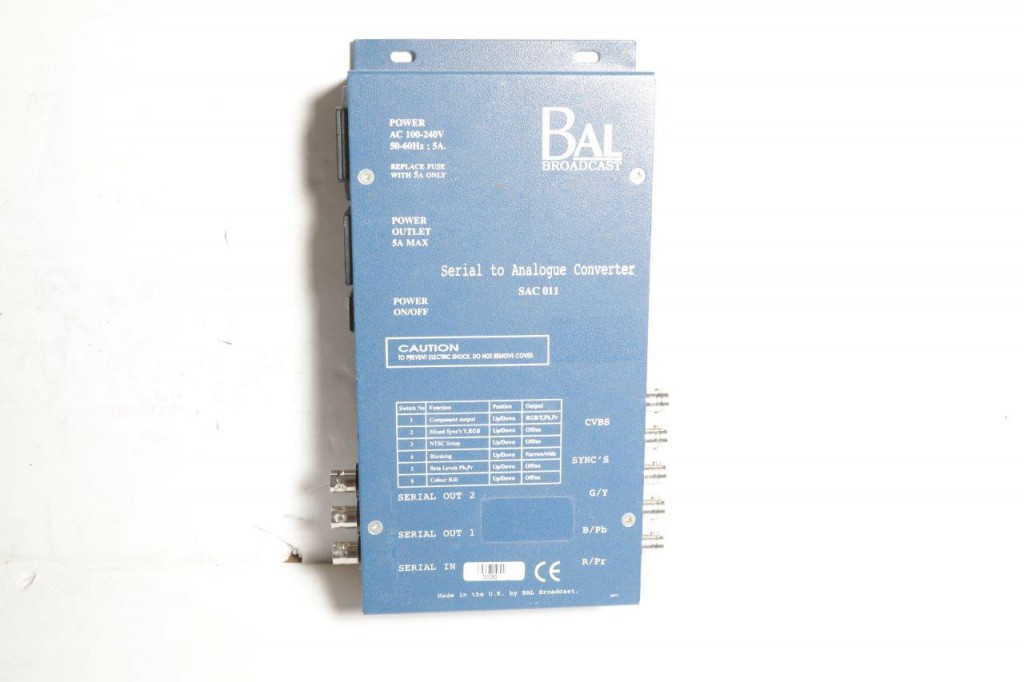 POWER
AC 100-240V
50-60Hz ; 5A.
REPLACE FUSE
WITH 5A ONLY
BAL
BROADCAST
POWER
OUTLET
5A MAX
Serial to Analogue Converter
SAC 011
POWER
ON/OFF
CAUTION
TO PREVENT ELECTRIC SHOCK. DO NOT REMOVE COVER.
Switch No Function Position Output
1 Component output Up/Down RGB/Y,Pb,Pr
2 Mixed Sync's Y,RGB Up/Down Off/on
3 NTSC Setup Up/Down Off/on
4 Blanking Up/Down Narrow/wide
5 Beta Levels Pb,Pr Up/Down Off/on
6 Colour Kill Up/Down Off/on
CVBS
SYNC'S
G/Y
B/Pb
R/Pr
SERIAL OUT 2
SERIAL OUT 1
SERIAL IN
CE
Made in the U.K. by BAL Broadcast.